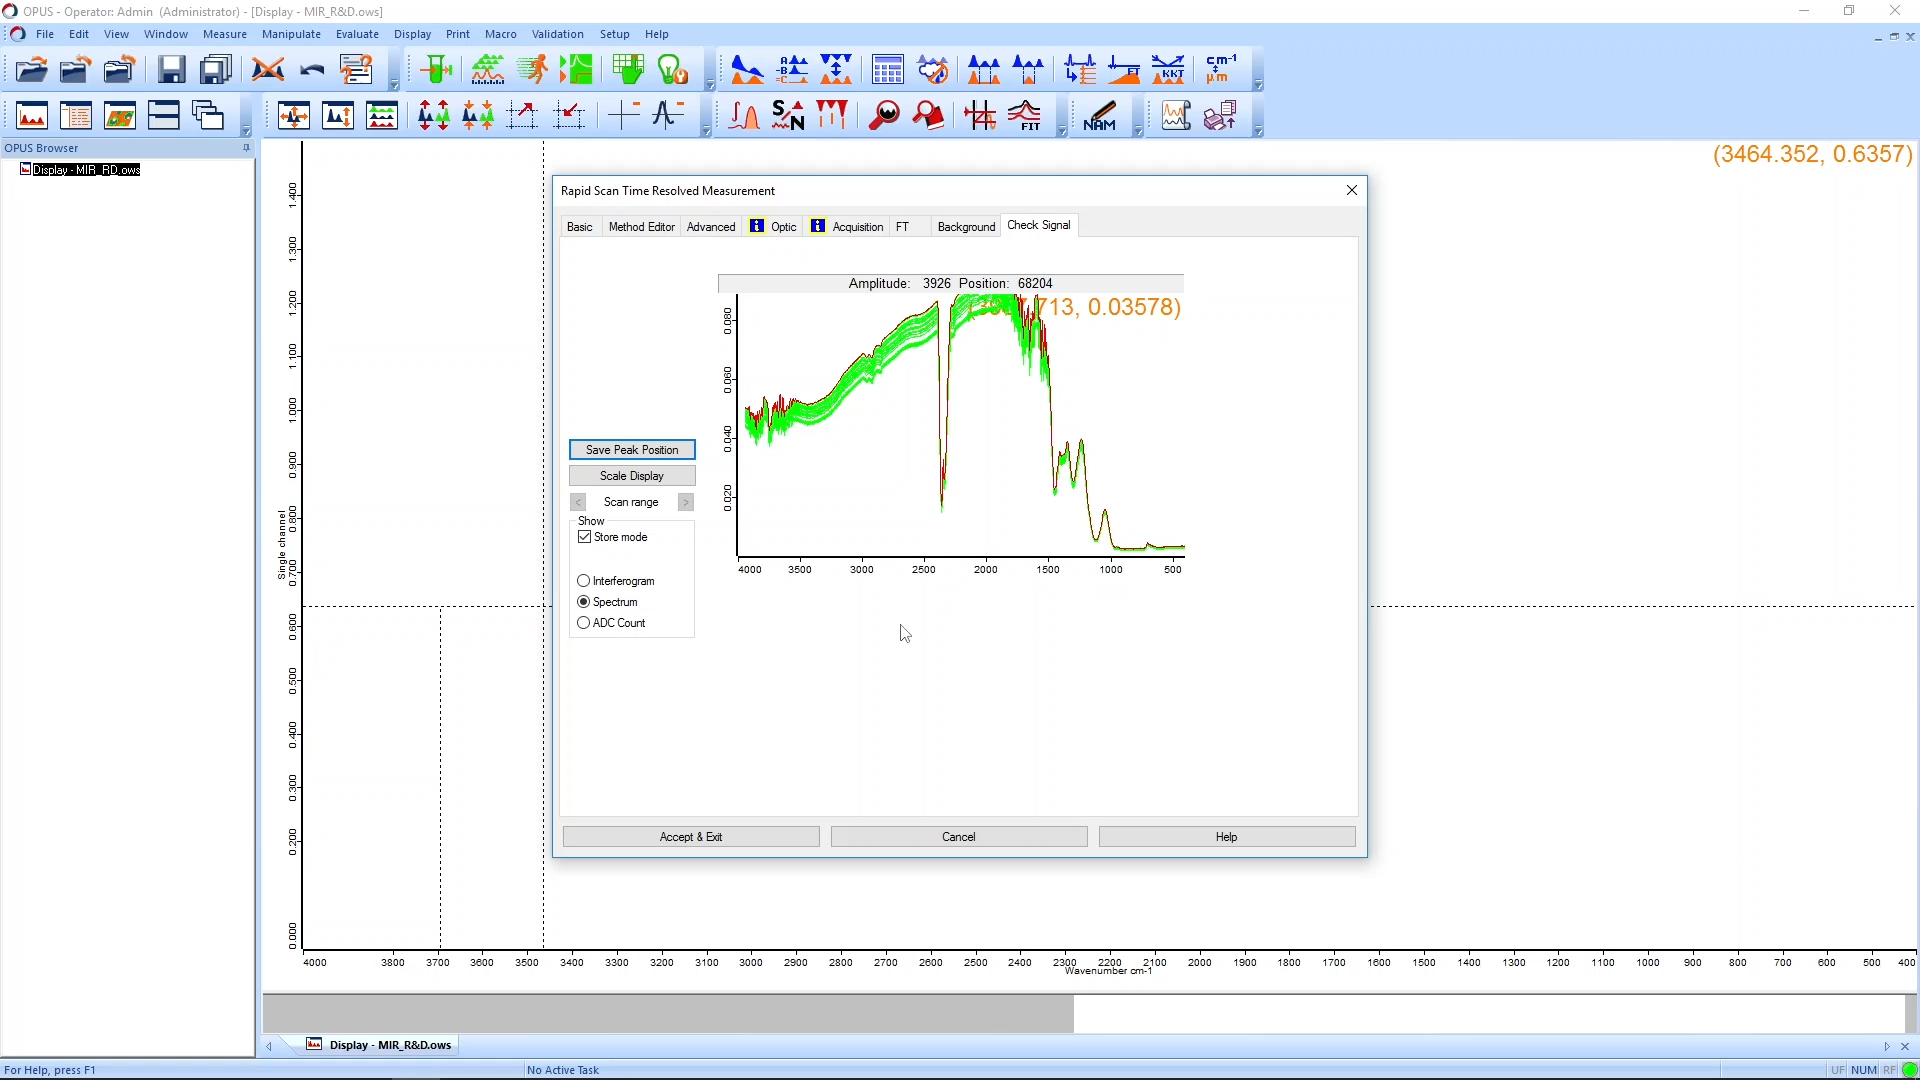 OPUS - Operator: Admin (Administrator) - [Display - MIR_R&D.ows]
File Edit View Window Measure Manipulate Evaluate Display Print Macro Validation Setup Help
A
-B
=C
FT
KKT
cm-1
µm
S/N
FIT
NAM
OPUS Browser
Display - MIR_RD.ows
(3464.352, 0.6357)
Rapid Scan Time Resolved Measurement
Basic Method Editor Advanced i Optic i Acquisition FT Background Check Signal
Amplitude: 3926 Position: 68204
713, 0.03578)
0.080
0.060
0.040
0.020
4000 3500 3000 2500 2000 1500 1000 500
Save Peak Position
Scale Display
< Scan range >
Show
Store mode
Interferogram
Spectrum
ADC Count
Accept & Exit Cancel Help
Single channel
1.400
1.300
1.200
1.100
1.000
0.900
0.800
0.700
0.600
0.500
0.400
0.300
0.200
0.000
4000 3800 3700 3600 3500 3400 3300 3200 3100 3000 2900 2800 2700 2600 2500 2400 2300 2200 2100 2000 1900 1800 1700 1600 1500 1400 1300 1200 1100 1000 900 800 700 600 500 400
Wavenumber cm-1
Display - MIR_R&D.ows
For Help, press F1 No Active Task UF NUM RF